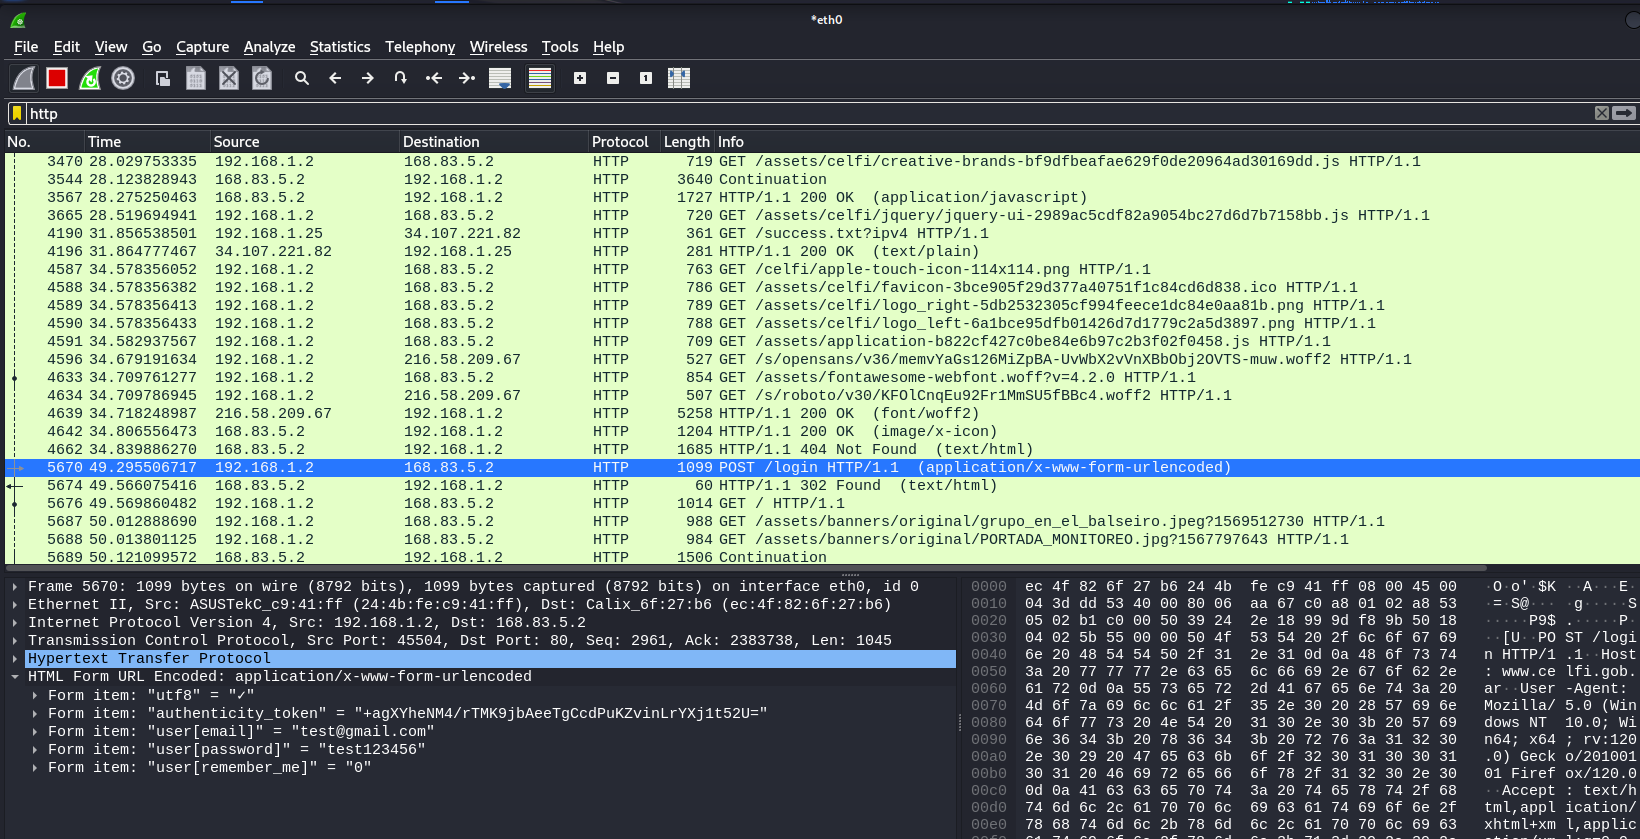 *eth0
File Edit View Go Capture Analyze Statistics Telephony Wireless Tools Help
http
No. Time Source Destination Protocol Length Info
3470 28.029753335 192.168.1.2 168.83.5.2 HTTP 719 GET /assets/celfi/creative-brands-bf9dfbeafae629f0de20964ad30169dd.js HTTP/1.1
3544 28.123828943 168.83.5.2 192.168.1.2 HTTP 3640 Continuation
3567 28.275250463 168.83.5.2 192.168.1.2 HTTP 1727 HTTP/1.1 200 OK (application/javascript)
3665 28.519694941 192.168.1.2 168.83.5.2 HTTP 720 GET /assets/celfi/jquery/jquery-ui-2989ac5cdf82a9054bc27d6d7b7158bb.js HTTP/1.1
4190 31.856538501 192.168.1.25 34.107.221.82 HTTP 361 GET /success.txt?ipv4 HTTP/1.1
4196 31.864777467 34.107.221.82 192.168.1.25 HTTP 281 HTTP/1.1 200 OK (text/plain)
4587 34.578356052 192.168.1.2 168.83.5.2 HTTP 763 GET /celfi/apple-touch-icon-114x114.png HTTP/1.1
4588 34.578356382 192.168.1.2 168.83.5.2 HTTP 786 GET /assets/celfi/favicon-3bce905f29d377a40751f1c84cd6d838.ico HTTP/1.1
4589 34.578356413 192.168.1.2 168.83.5.2 HTTP 789 GET /assets/celfi/logo_right-5db2532305cf994feece1dc84e0aa81b.png HTTP/1.1
4590 34.578356433 192.168.1.2 168.83.5.2 HTTP 788 GET /assets/celfi/logo_left-6a1bce95dfb01426d7d1779c2a5d3897.png HTTP/1.1
4591 34.582937567 192.168.1.2 168.83.5.2 HTTP 709 GET /assets/application-b822cf427c0be84e6b97c2b3f02f0458.js HTTP/1.1
4596 34.679191634 192.168.1.2 216.58.209.67 HTTP 527 GET /s/opensans/v36/memvYaGs126MiZpBA-UvWbX2vVnXBbObj2OVTS-muw.woff2 HTTP/1.1
4633 34.709761277 192.168.1.2 168.83.5.2 HTTP 854 GET /assets/fontawesome-webfont.woff?v=4.2.0 HTTP/1.1
4634 34.709786945 192.168.1.2 216.58.209.67 HTTP 507 GET /s/roboto/v30/KFOlCnqEu92Fr1MmSU5fBBc4.woff2 HTTP/1.1
4639 34.718248987 216.58.209.67 192.168.1.2 HTTP 5258 HTTP/1.1 200 OK (font/woff2)
4642 34.806556473 168.83.5.2 192.168.1.2 HTTP 1204 HTTP/1.1 200 OK (image/x-icon)
4662 34.839886270 168.83.5.2 192.168.1.2 HTTP 1685 HTTP/1.1 404 Not Found (text/html)
5670 49.295506717 192.168.1.2 168.83.5.2 HTTP 1099 POST /login HTTP/1.1 (application/x-www-form-urlencoded)
5674 49.566075416 168.83.5.2 192.168.1.2 HTTP 60 HTTP/1.1 302 Found (text/html)
5676 49.569860482 192.168.1.2 168.83.5.2 HTTP 1014 GET / HTTP/1.1
5687 50.012888690 192.168.1.2 168.83.5.2 HTTP 988 GET /assets/banners/original/grupo_en_el_balseiro.jpeg?1569512730 HTTP/1.1
5688 50.013801125 192.168.1.2 168.83.5.2 HTTP 984 GET /assets/banners/original/PORTADA_MONITOREO.jpg?1567797643 HTTP/1.1
5689 50.121099572 168.83.5.2 192.168.1.2 HTTP 1506 Continuation
Frame 5670: 1099 bytes on wire (8792 bits), 1099 bytes captured (8792 bits) on interface eth0, id 0
Ethernet II, Src: ASUSTekC_c9:41:ff (24:4b:fe:c9:41:ff), Dst: Calix_6f:27:b6 (ec:4f:82:6f:27:b6)
Internet Protocol Version 4, Src: 192.168.1.2, Dst: 168.83.5.2
Transmission Control Protocol, Src Port: 45504, Dst Port: 80, Seq: 2961, Ack: 2383738, Len: 1045
Hypertext Transfer Protocol
HTML Form URL Encoded: application/x-www-form-urlencoded
Form item: "utf8" = "✓"
Form item: "authenticity_token" = "+agXYheNM4/rTMK9jbAeeTgCcdPuKZvinLrYXj1t52U="
Form item: "user[email]" = "test@gmail.com"
Form item: "user[password]" = "test123456"
Form item: "user[remember_me]" = "0"
0000 ec 4f 82 6f 27 b6 24 4b fe c9 41 ff 08 00 45 00 ·O·o'·$K ··A···E·
0010 04 3d dd 53 40 00 80 06 aa 67 c0 a8 01 02 a8 53 ·=·S@··· ·g·····S
0020 05 02 b1 c0 00 50 39 24 2e 18 99 9d f8 9b 50 18 ·····P9$ .·····P·
0030 04 02 5b 55 00 00 50 4f 53 54 20 2f 6c 6f 67 69 ··[U··PO ST /logi
0040 6e 20 48 54 54 50 2f 31 2e 31 0d 0a 48 6f 73 74 n HTTP/1 .1··Host
0050 3a 20 77 77 77 2e 63 65 6c 66 69 2e 67 6f 62 2e : www.ce lfi.gob.
0060 61 72 0d 0a 55 73 65 72 2d 41 67 65 6e 74 3a 20 ar··User -Agent:
0070 4d 6f 7a 69 6c 6c 61 2f 35 2e 30 20 28 57 69 6e Mozilla/ 5.0 (Win
0080 64 6f 77 73 20 4e 54 20 31 30 2e 30 3b 20 57 69 dows NT 10.0; Wi
0090 6e 36 34 3b 20 78 36 34 3b 20 72 76 3a 31 32 30 n64; x64 ; rv:120
00a0 2e 30 29 20 47 65 63 6b 6f 2f 32 30 31 30 30 31 .0) Geck o/201001
00b0 30 31 20 46 69 72 65 66 6f 78 2f 31 32 30 2e 30 01 Firef ox/120.0
00c0 0d 0a 41 63 63 65 70 74 3a 20 74 65 78 74 2f 68 ··Accept : text/h
00d0 74 6d 6c 2c 61 70 70 6c 69 63 61 74 69 6f 6e 2f tml,appl ication/
00e0 78 68 74 6d 6c 2b 78 6d 6c 2c 61 70 70 6c 69 63 xhtml+xm l,applic